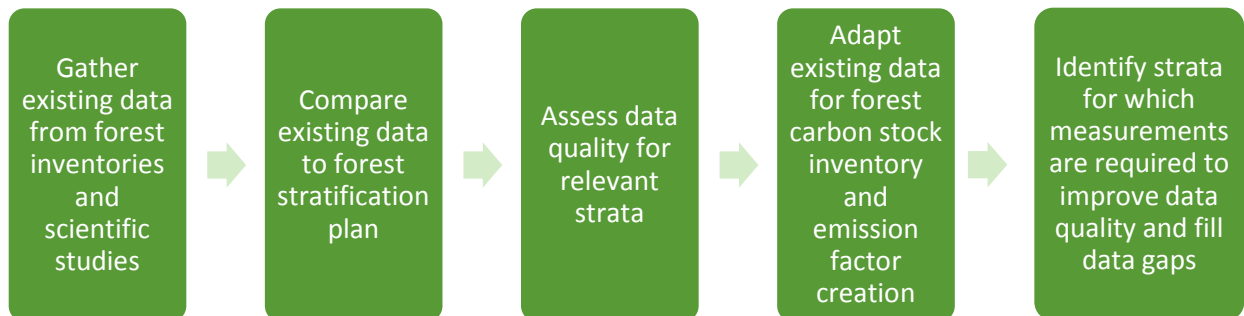 Gather
existing data
from forest
inventories
and
scientific
studies
Compare
existing data
to forest
stratification
plan
Assess data
quality for
relevant
strata
Adapt
existing data
for forest
carbon stock
inventory
and
emission
factor
creation
Identify strata
for which
measurements
are required to
improve data
quality and fill
data gaps